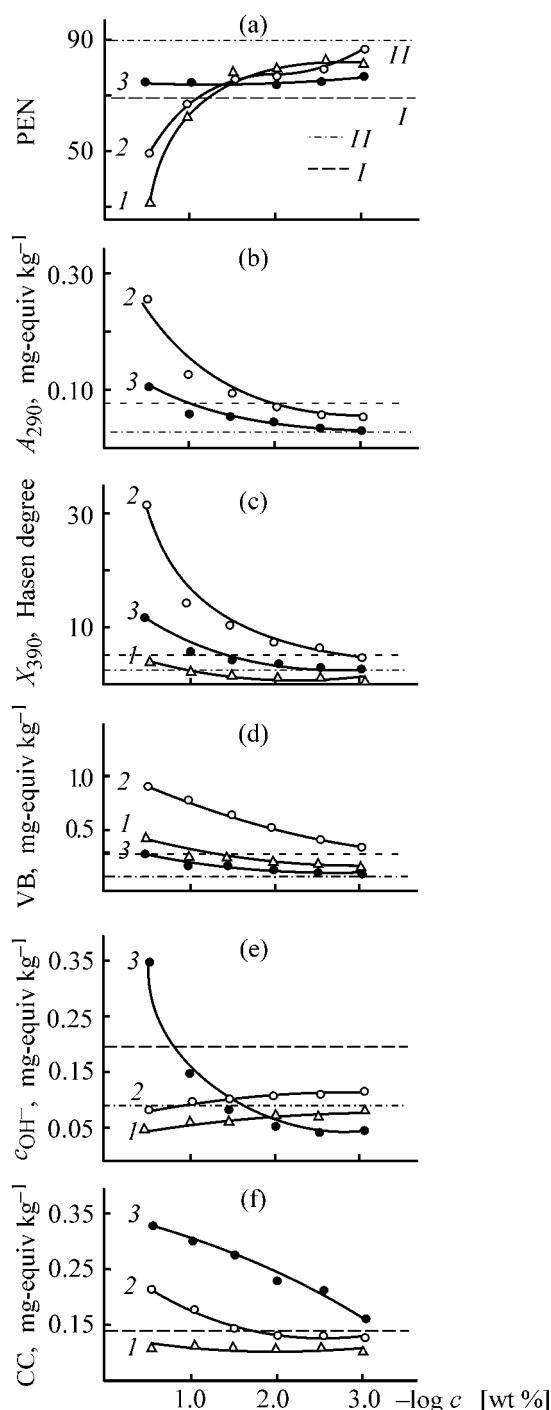 (a)
90
II
3
I
PEN
2
II
50
I
1
(b)
0.30
2
A290, mg-equiv kg–1
3
0.10
(c)
2
30
X390, Hasen degree
3
10
1
(d)
1.0
2
VB, mg-equiv kg–1
1
0.5
3
(e)
0.35
3
cOH–, mg-equiv kg–1
0.25
0.15
2
0.05
1
(f)
0.35
3
CC, mg-equiv kg–1
0.25
2
0.15
1
1.0 2.0 3.0 –log c [wt %]